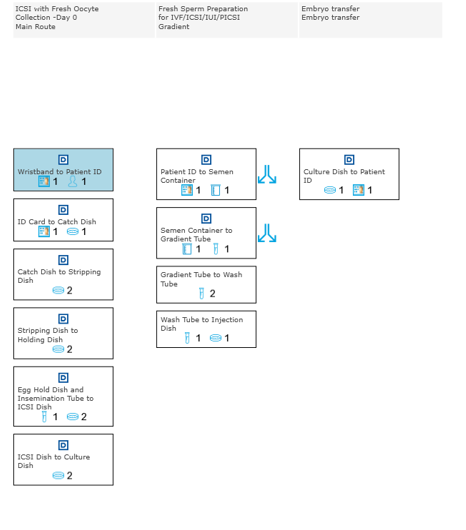 ICSI with Fresh Oocyte
Collection -Day 0
Main Route
Fresh Sperm Preparation
for IVF/ICSI/IUI/PICSI
Gradient
Embryo transfer
Embryo transfer
D
Wristband to Patient ID
1 1
D
ID Card to Catch Dish
1 1
D
Catch Dish to Stripping
Dish
2
D
Stripping Dish to
Holding Dish
2
D
Egg Hold Dish and
Insemination Tube to
ICSI Dish
1 2
D
ICSI Dish to Culture
Dish
2
D
Patient ID to Semen
Container
1 1
D
Semen Container to
Gradient Tube
1 1
Gradient Tube to Wash
Tube
2
Wash Tube to Injection
Dish
1 1
D
Culture Dish to Patient
ID
1 1